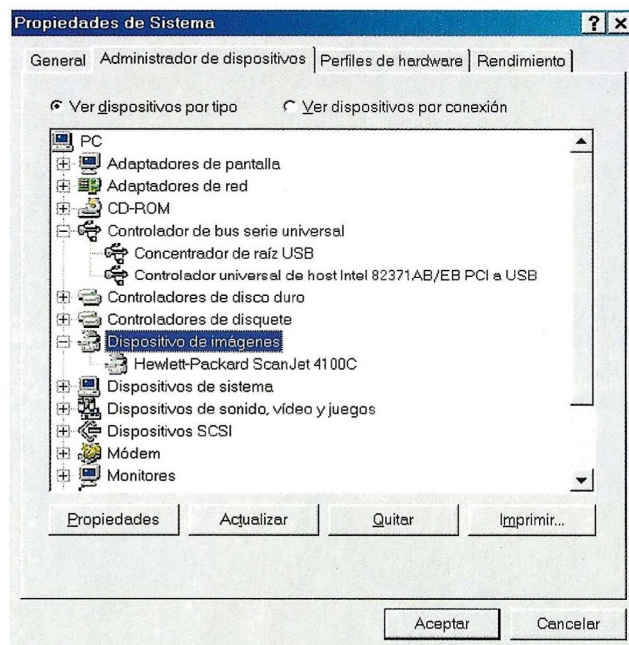 Propiedades de Sistema
General Administrador de dispositivos Perfiles de hardware Rendimiento
Ver dispositivos por tipo Ver dispositivos por conexión
PC
Adaptadores de pantalla
Adaptadores de red
CD-ROM
Controlador de bus serie universal
Concentrador de raíz USB
Controlador universal de host Intel 82371AB/EB PCI a USB
Controladores de disco duro
Controladores de disquete
Dispositivo de imágenes
Hewlett-Packard ScanJet 4100C
Dispositivos de sistema
Dispositivos de sonido, vídeo y juegos
Dispositivos SCSI
Módem
Monitores
Propiedades Actualizar Quitar Imprimir...
Aceptar Cancelar